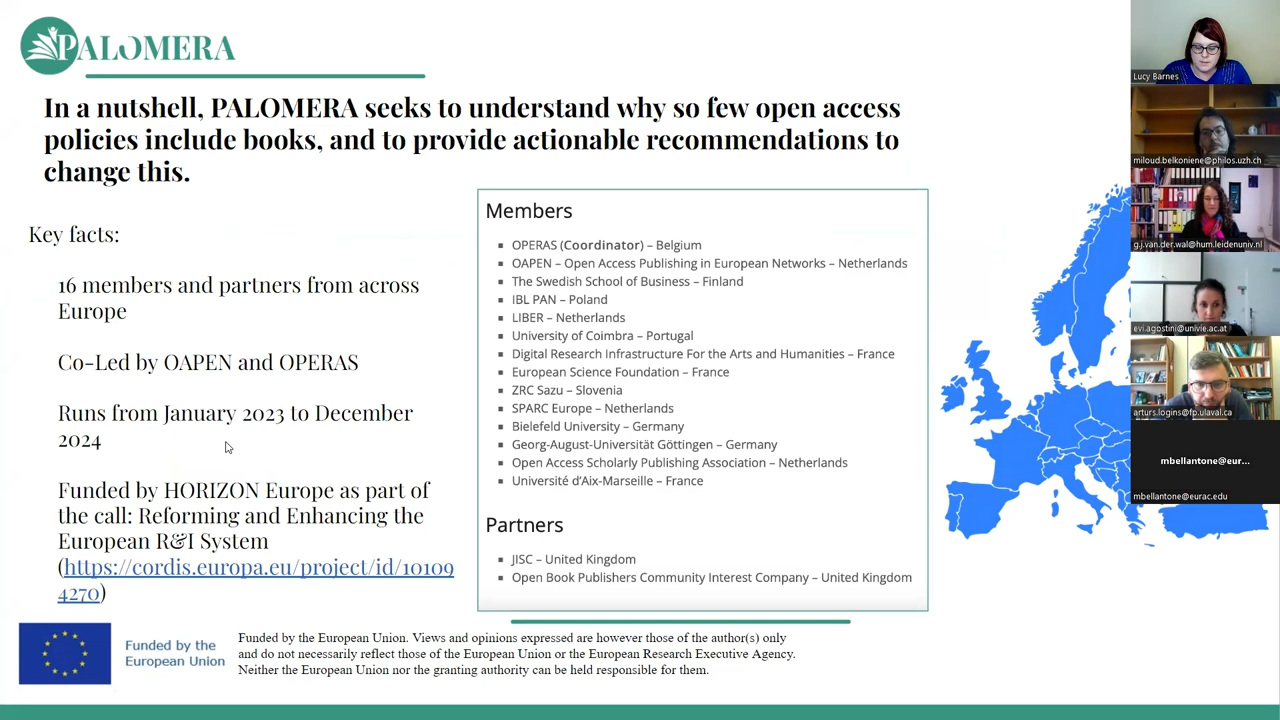 PALOMERA
In a nutshell, PALOMERA seeks to understand why so few open access
policies include books, and to provide actionable recommendations to
change this.
Key facts:
16 members and partners from across
Europe
Co-Led by OAPEN and OPERAS
Runs from January 2023 to December
2024
Funded by HORIZON Europe as part of
the call: Reforming and Enhancing the
European R&I System
(https://cordis.europa.eu/project/id/10109
4270)
Members
OPERAS (Coordinator) – Belgium
OAPEN – Open Access Publishing in European Networks – Netherlands
The Swedish School of Business – Finland
IBL PAN – Poland
LIBER – Netherlands
University of Coimbra – Portugal
Digital Research Infrastructure For the Arts and Humanities – France
European Science Foundation – France
ZRC Sazu – Slovenia
SPARC Europe – Netherlands
Bielefeld University – Germany
Georg-August-Universität Göttingen – Germany
Open Access Scholarly Publishing Association – Netherlands
Université d’Aix-Marseille – France
Partners
JISC – United Kingdom
Open Book Publishers Community Interest Company – United Kingdom
Funded by the
European Union
Funded by the European Union. Views and opinions expressed are however those of the author(s) only
and do not necessarily reflect those of the European Union or the European Research Executive Agency.
Neither the European Union nor the granting authority can be held responsible for them.
Lucy Barnes
miloud.belkoniene@philos.uzh.ch
g.j.van.der.wal@hum.leidenuniv.nl
evi.agostini@univie.ac.at
arturs.logins@fp.ulaval.ca
mbellantone@eur...
mbellantone@eurac.edu